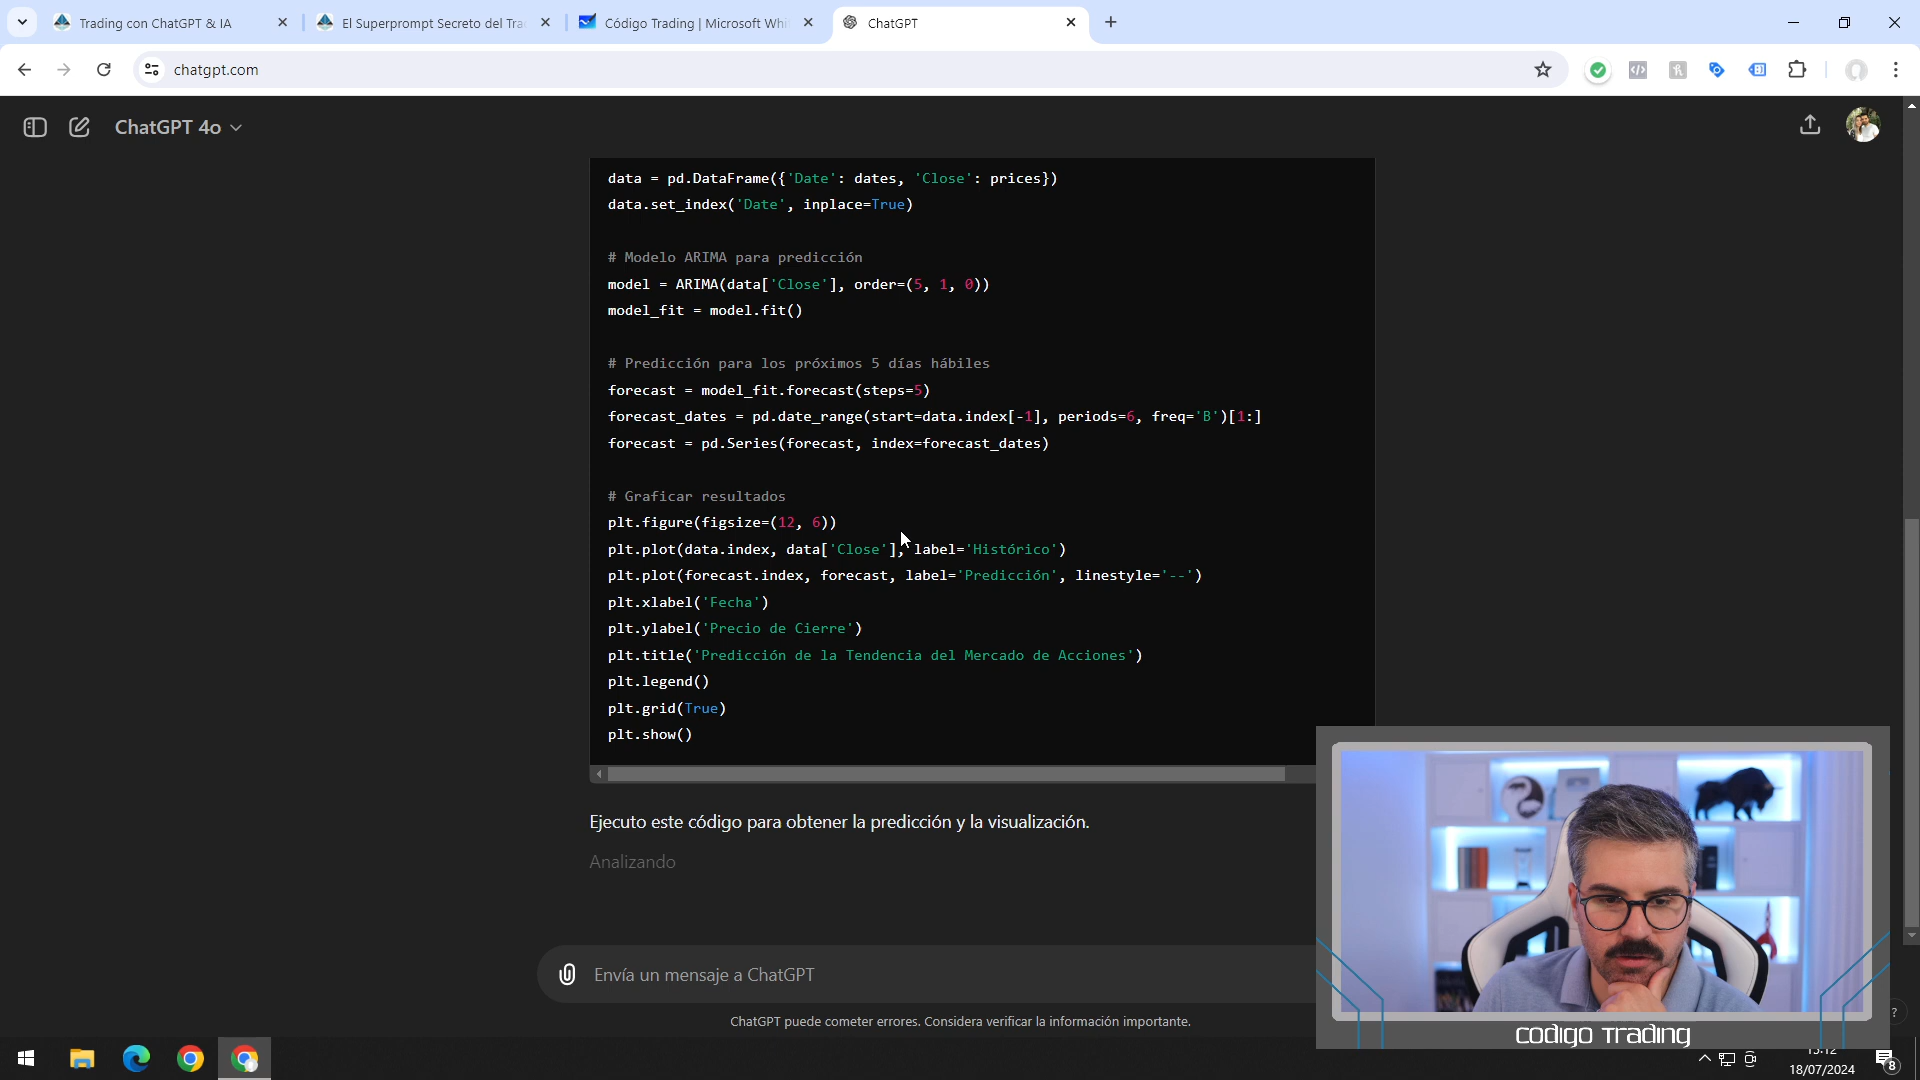 Trading con ChatGPT & IA
El Superprompt Secreto del Tra
Código Trading | Microsoft Whi
ChatGPT
chatgpt.com
ChatGPT 4o
data = pd.DataFrame({'Date': dates, 'Close': prices})
data.set_index('Date', inplace=True)
# Modelo ARIMA para predicción
model = ARIMA(data['Close'], order=(5, 1, 0))
model_fit = model.fit()
# Predicción para los próximos 5 días hábiles
forecast = model_fit.forecast(steps=5)
forecast_dates = pd.date_range(start=data.index[-1], periods=6, freq='B')[1:]
forecast = pd.Series(forecast, index=forecast_dates)
# Graficar resultados
plt.figure(figsize=(12, 6))
plt.plot(data.index, data['Close'], label='Histórico')
plt.plot(forecast.index, forecast, label='Predicción', linestyle='--')
plt.xlabel('Fecha')
plt.ylabel('Precio de Cierre')
plt.title('Predicción de la Tendencia del Mercado de Acciones')
plt.legend()
plt.grid(True)
plt.show()
Ejecuto este código para obtener la predicción y la visualización.
Analizando
Envía un mensaje a ChatGPT
ChatGPT puede cometer errores. Considera verificar la información importante.
?
codigo Trading
18/07/2024
8